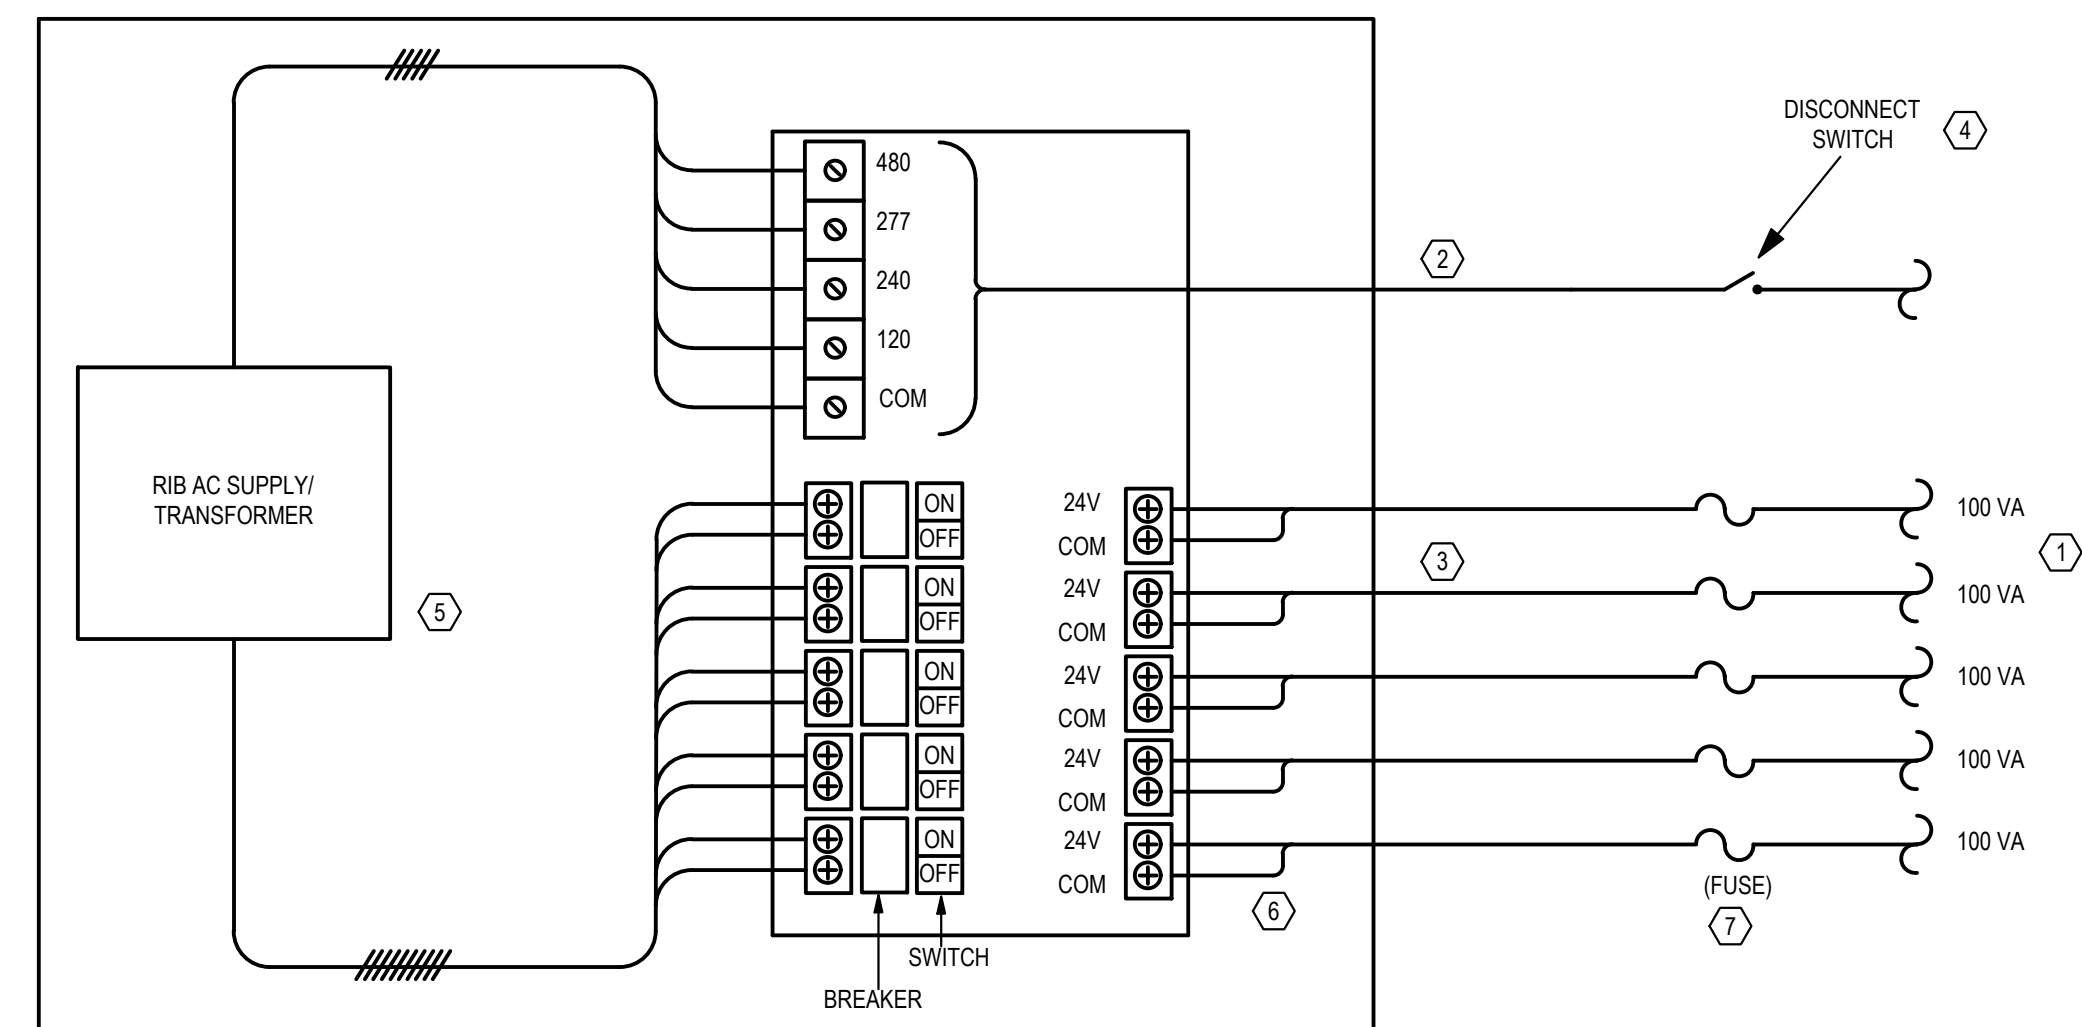 DISCONNECT
SWITCH
4
480
277
240
120
COM
2
RIB AC SUPPLY/
TRANSFORMER
5
ON
OFF
24V
COM
100 VA
3
1
ON
OFF
24V
COM
100 VA
ON
OFF
24V
COM
100 VA
ON
OFF
24V
COM
100 VA
ON
OFF
24V
COM
100 VA
(FUSE)
6
7
SWITCH
BREAKER